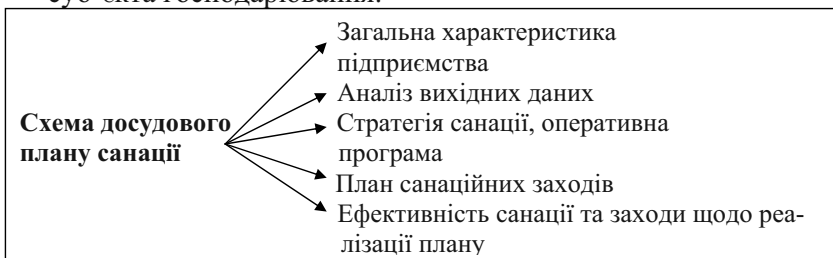 суб’єкта господарювання.
Загальна характеристика
підприємства
Аналіз вихідних даних
Схема досудового
плану санації
Стратегія санації, оперативна
програма
План санаційних заходів
Ефективність санації та заходи щодо реа-
лізації плану